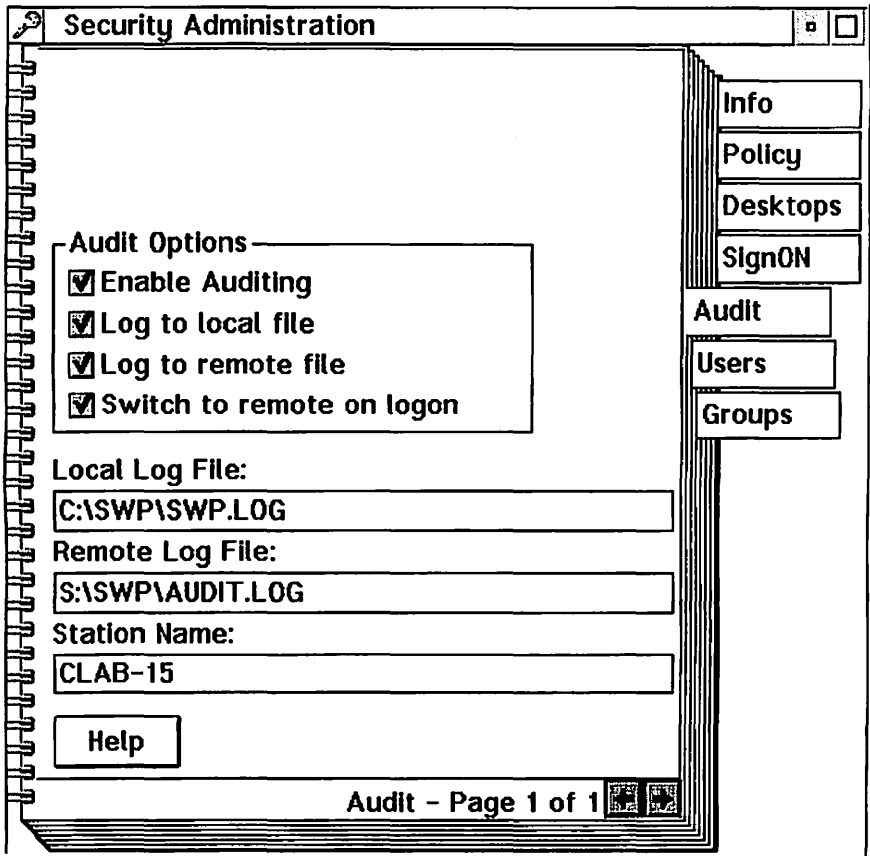 Security Administration
Info
Policy
Desktops
SignON
Audit
Users
Groups
Audit Options
Enable Auditing
Log to local file
Log to remote file
Switch to remote on logon
Local Log File:
C:\SWP\SWP.LOG
Remote Log File:
S:\SWP\AUDIT.LOG
Station Name:
CLAB-15
Help
Audit - Page 1 of 1